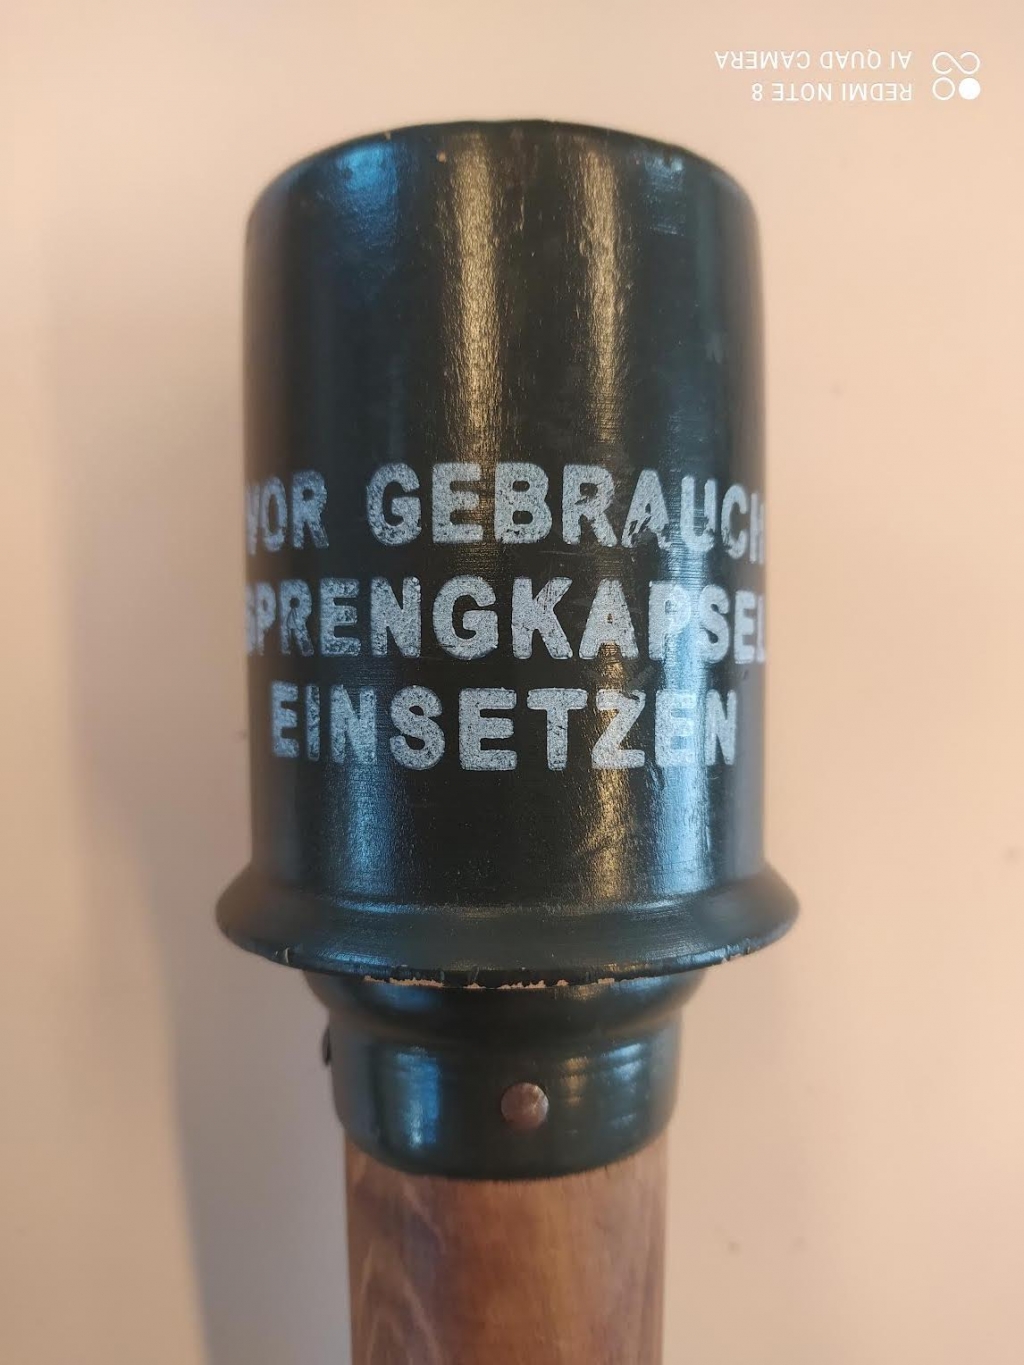 VOR GEBRAUCH
SPRENGKAPSEL
EINSETZEN
REDMI NOTE 8
AI QUAD CAMERA